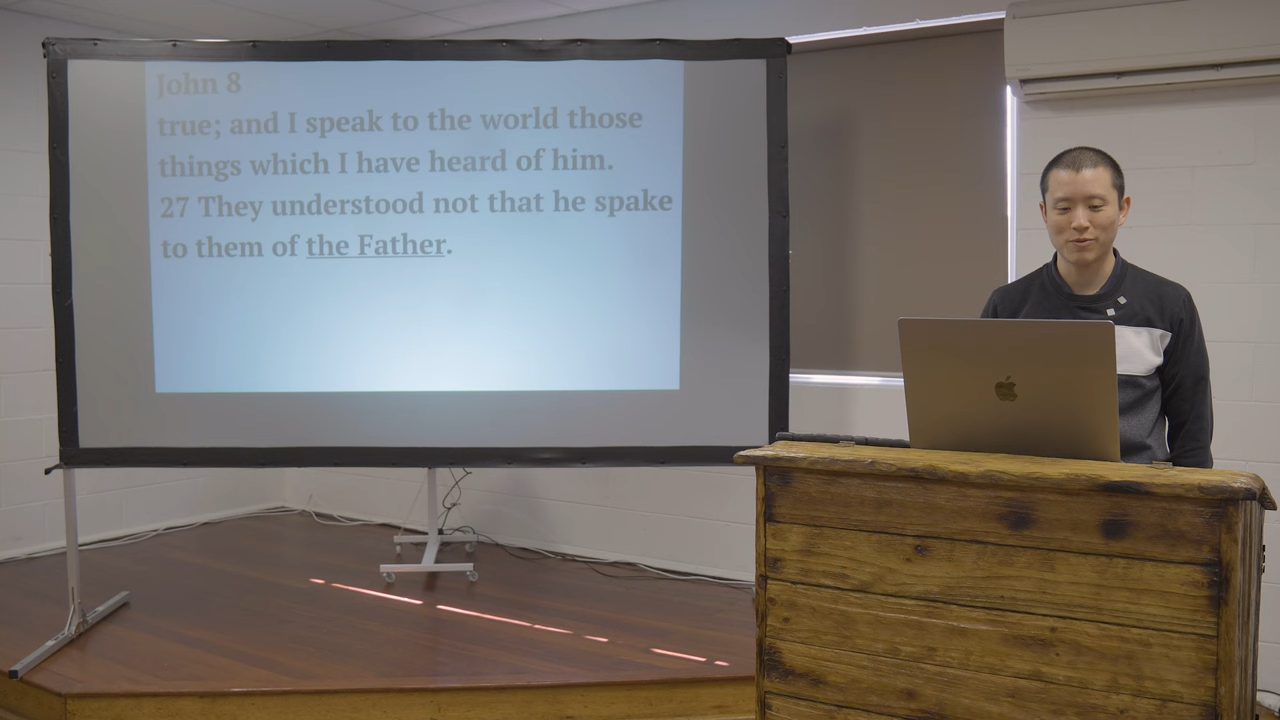 John 8
true; and I speak to the world those
things which I have heard of him.
27 They understood not that he spake
to them of the Father.